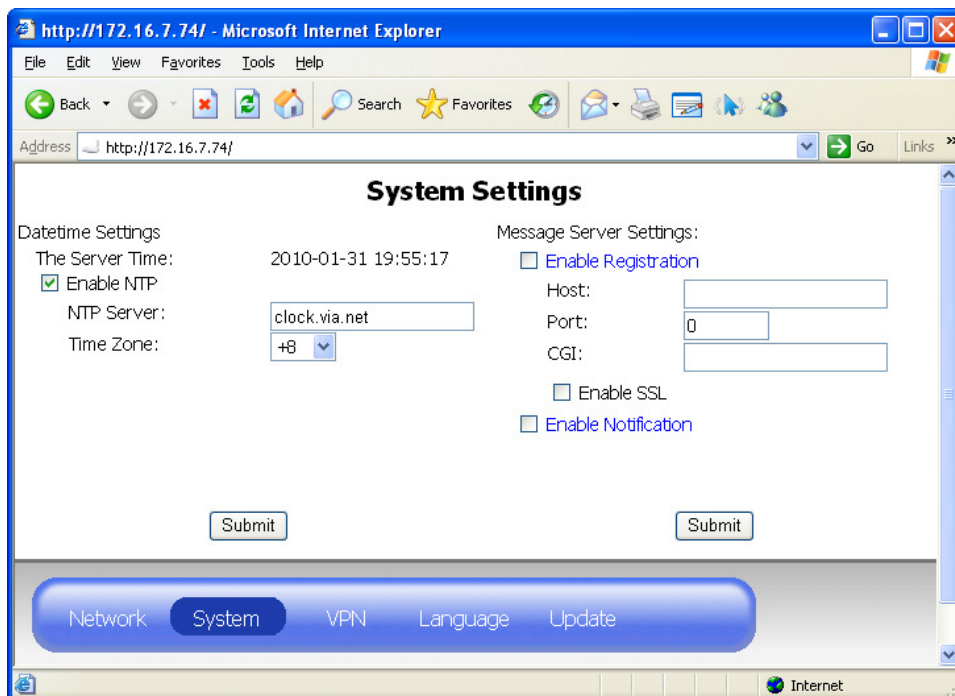 http://172.16.7.74/ - Microsoft Internet Explorer
File Edit View Favorites Tools Help
Back Search Favorites
Address http://172.16.7.74/ Go Links »
System Settings
Datetime Settings
The Server Time: 2010-01-31 19:55:17
Enable NTP
NTP Server: clock.via.net
Time Zone: +8
Submit
Message Server Settings:
Enable Registration
Host:
Port: 0
CGI:
Enable SSL
Enable Notification
Submit
Network System VPN Language Update
Internet